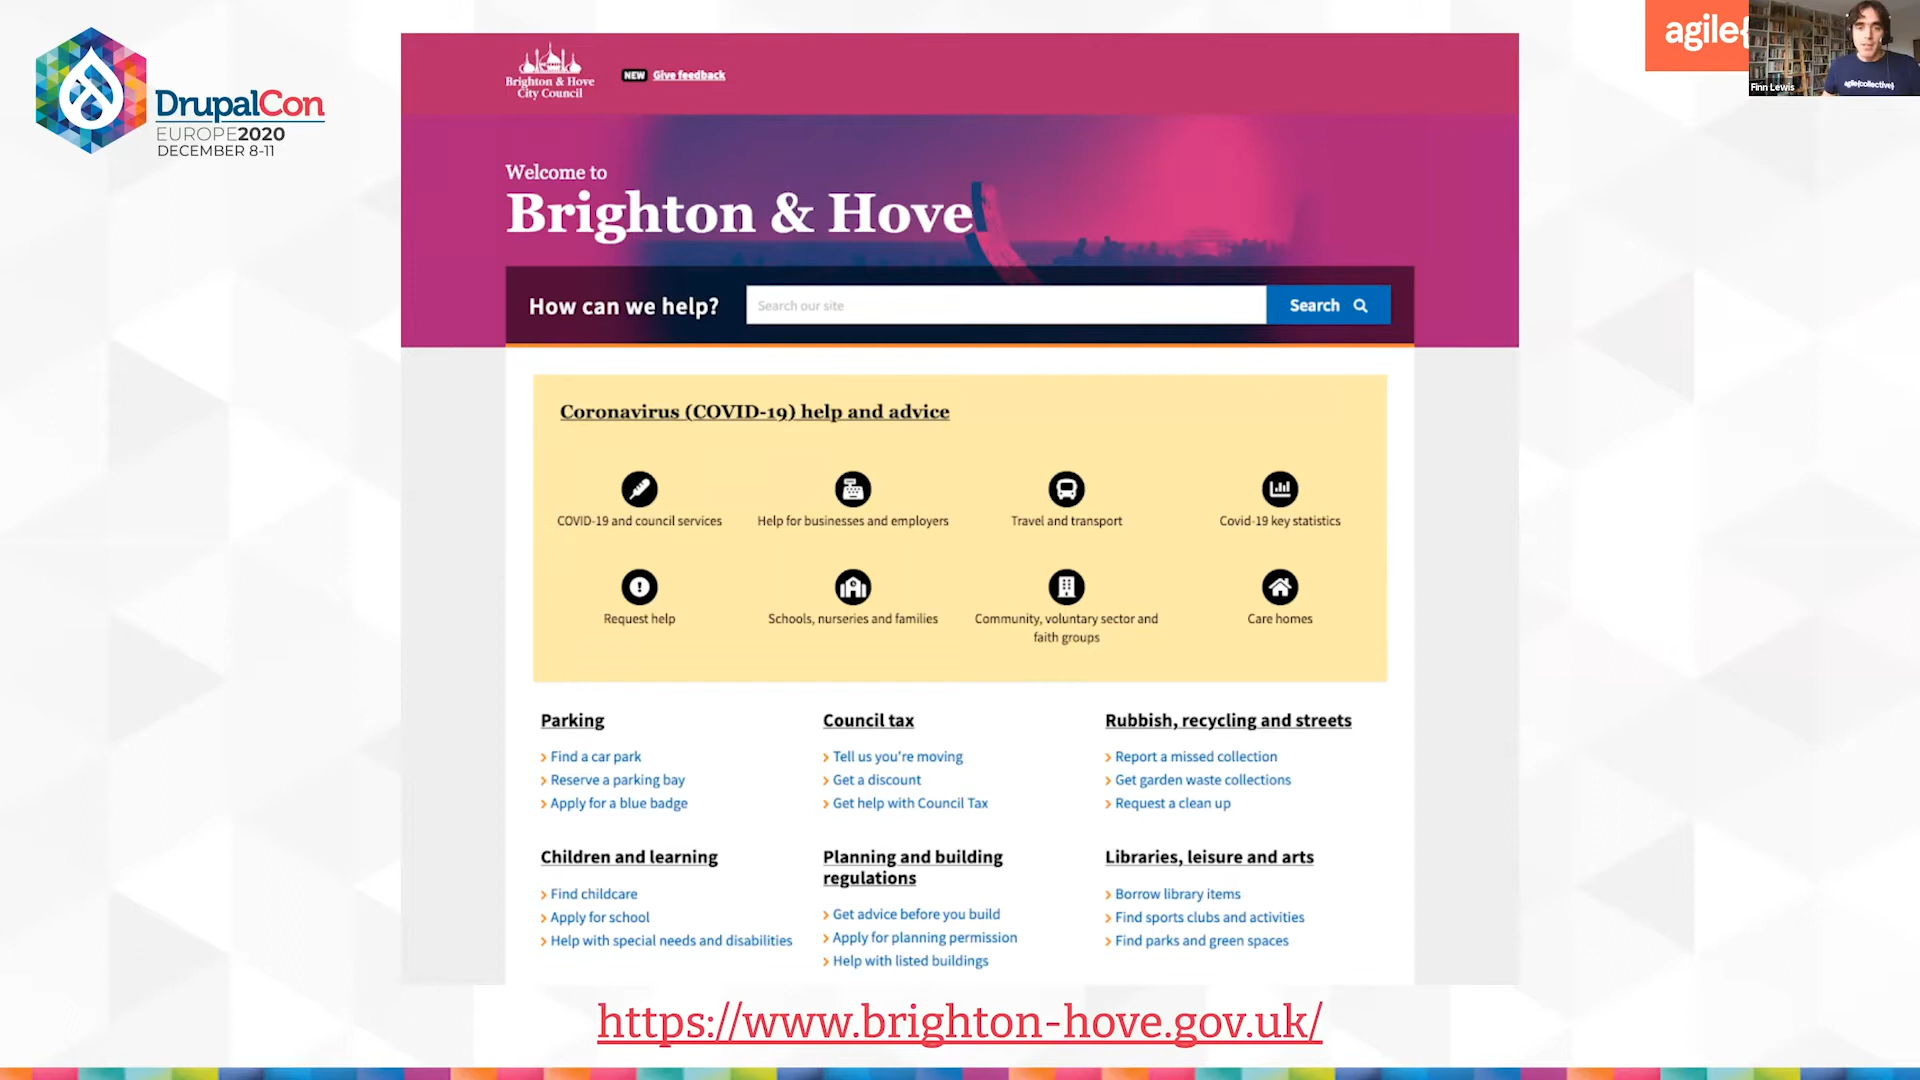 DrupalCon
EUROPE2020
DECEMBER 8-11
agile{
Finn Lewis
agile{collective}
Brighton & Hove
City Council
NEW Give feedback
Welcome to
Brighton & Hove
How can we help?
Search our site
Search
Coronavirus (COVID-19) help and advice
COVID-19 and council services
Help for businesses and employers
Travel and transport
Covid-19 key statistics
Request help
Schools, nurseries and families
Community, voluntary sector and
faith groups
Care homes
Parking
Find a car park
Reserve a parking bay
Apply for a blue badge
Council tax
Tell us you're moving
Get a discount
Get help with Council Tax
Rubbish, recycling and streets
Report a missed collection
Get garden waste collections
Request a clean up
Children and learning
Find childcare
Apply for school
Help with special needs and disabilities
Planning and building
regulations
Get advice before you build
Apply for planning permission
Help with listed buildings
Libraries, leisure and arts
Borrow library items
Find sports clubs and activities
Find parks and green spaces
https://www.brighton-hove.gov.uk/